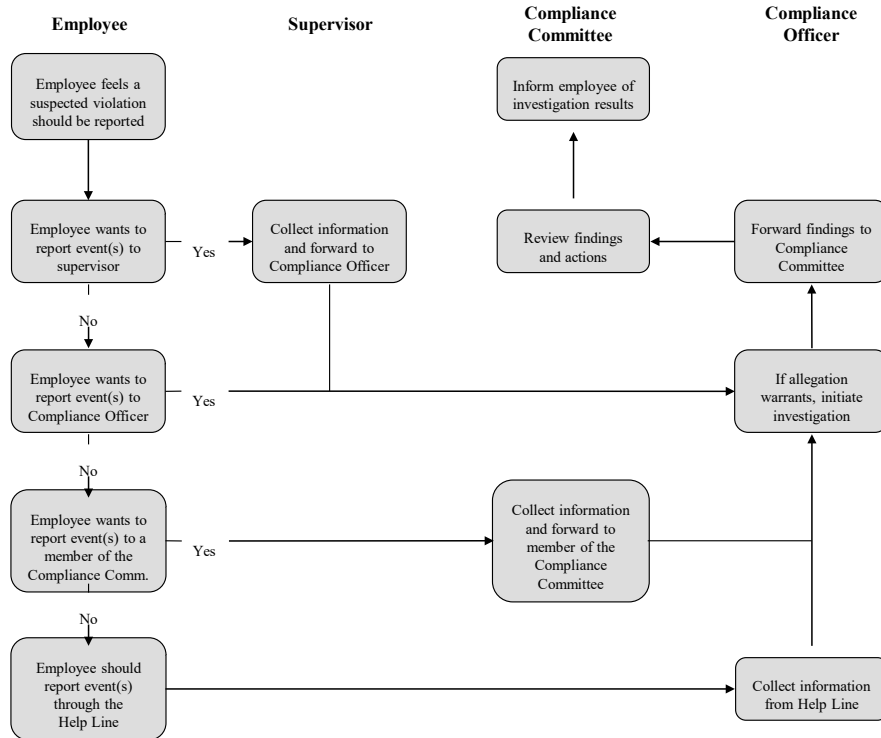 Employee
Supervisor
Compliance
Committee
Compliance
Officer
Employee feels a
suspected violation
should be reported
Inform employee of
investigation results
Employee wants to
report event(s) to
supervisor
Yes
Collect information
and forward to
Compliance Officer
Review findings
and actions
Forward findings to
Compliance
Committee
No
Employee wants to
report event(s) to
Compliance Officer
Yes
If allegation
warrants, initiate
investigation
No
Employee wants to
report event(s) to a
member of the
Compliance Comm.
Yes
Collect information
and forward to
member of the
Compliance
Committee
No
Employee should
report event(s)
through the
Help Line
Collect information
from Help Line